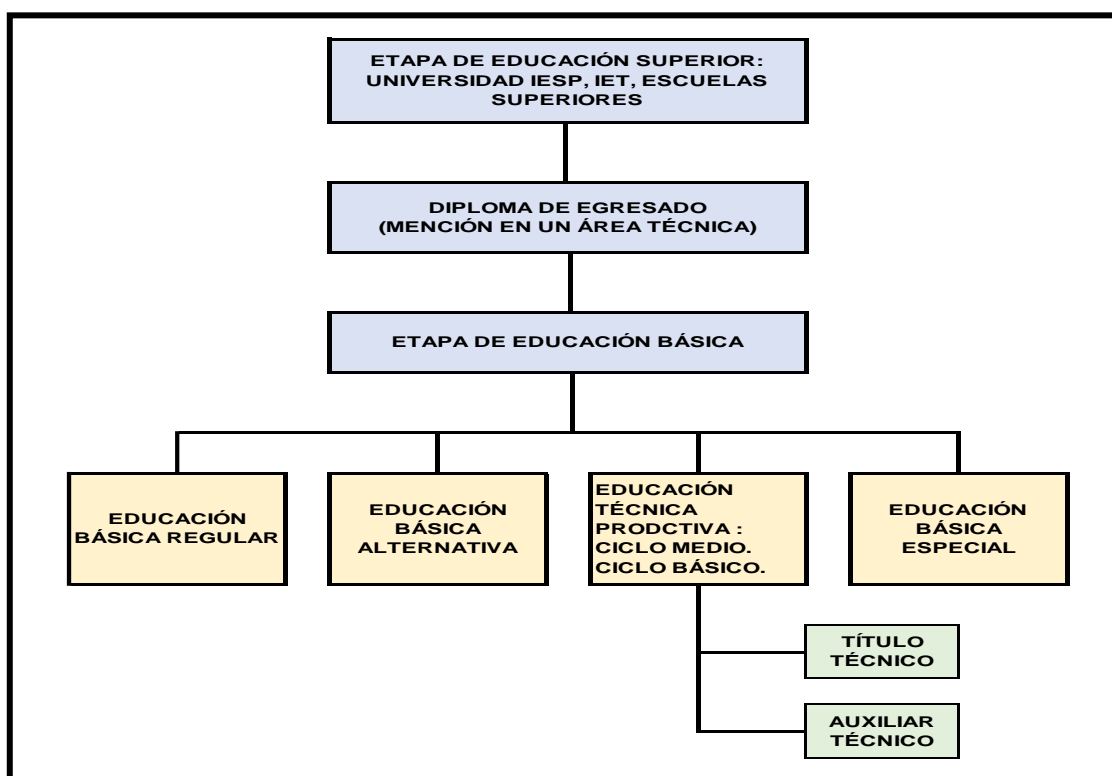 ETAPA DE EDUCACIÓN SUPERIOR:
UNIVERSIDAD IESP, IET, ESCUELAS
SUPERIORES
DIPLOMA DE EGRESADO
(MENCIÓN EN UN ÁREA TÉCNICA)
ETAPA DE EDUCACIÓN BÁSICA
EDUCACIÓN
BÁSICA REGULAR
EDUCACIÓN
BÁSICA
ALTERNATIVA
EDUCACIÓN
TÉCNICA
PRODCTIVA :
CICLO MEDIO.
CICLO BÁSICO.
EDUCACIÓN
BÁSICA
ESPECIAL
TÍTULO
TÉCNICO
AUXILIAR
TÉCNICO